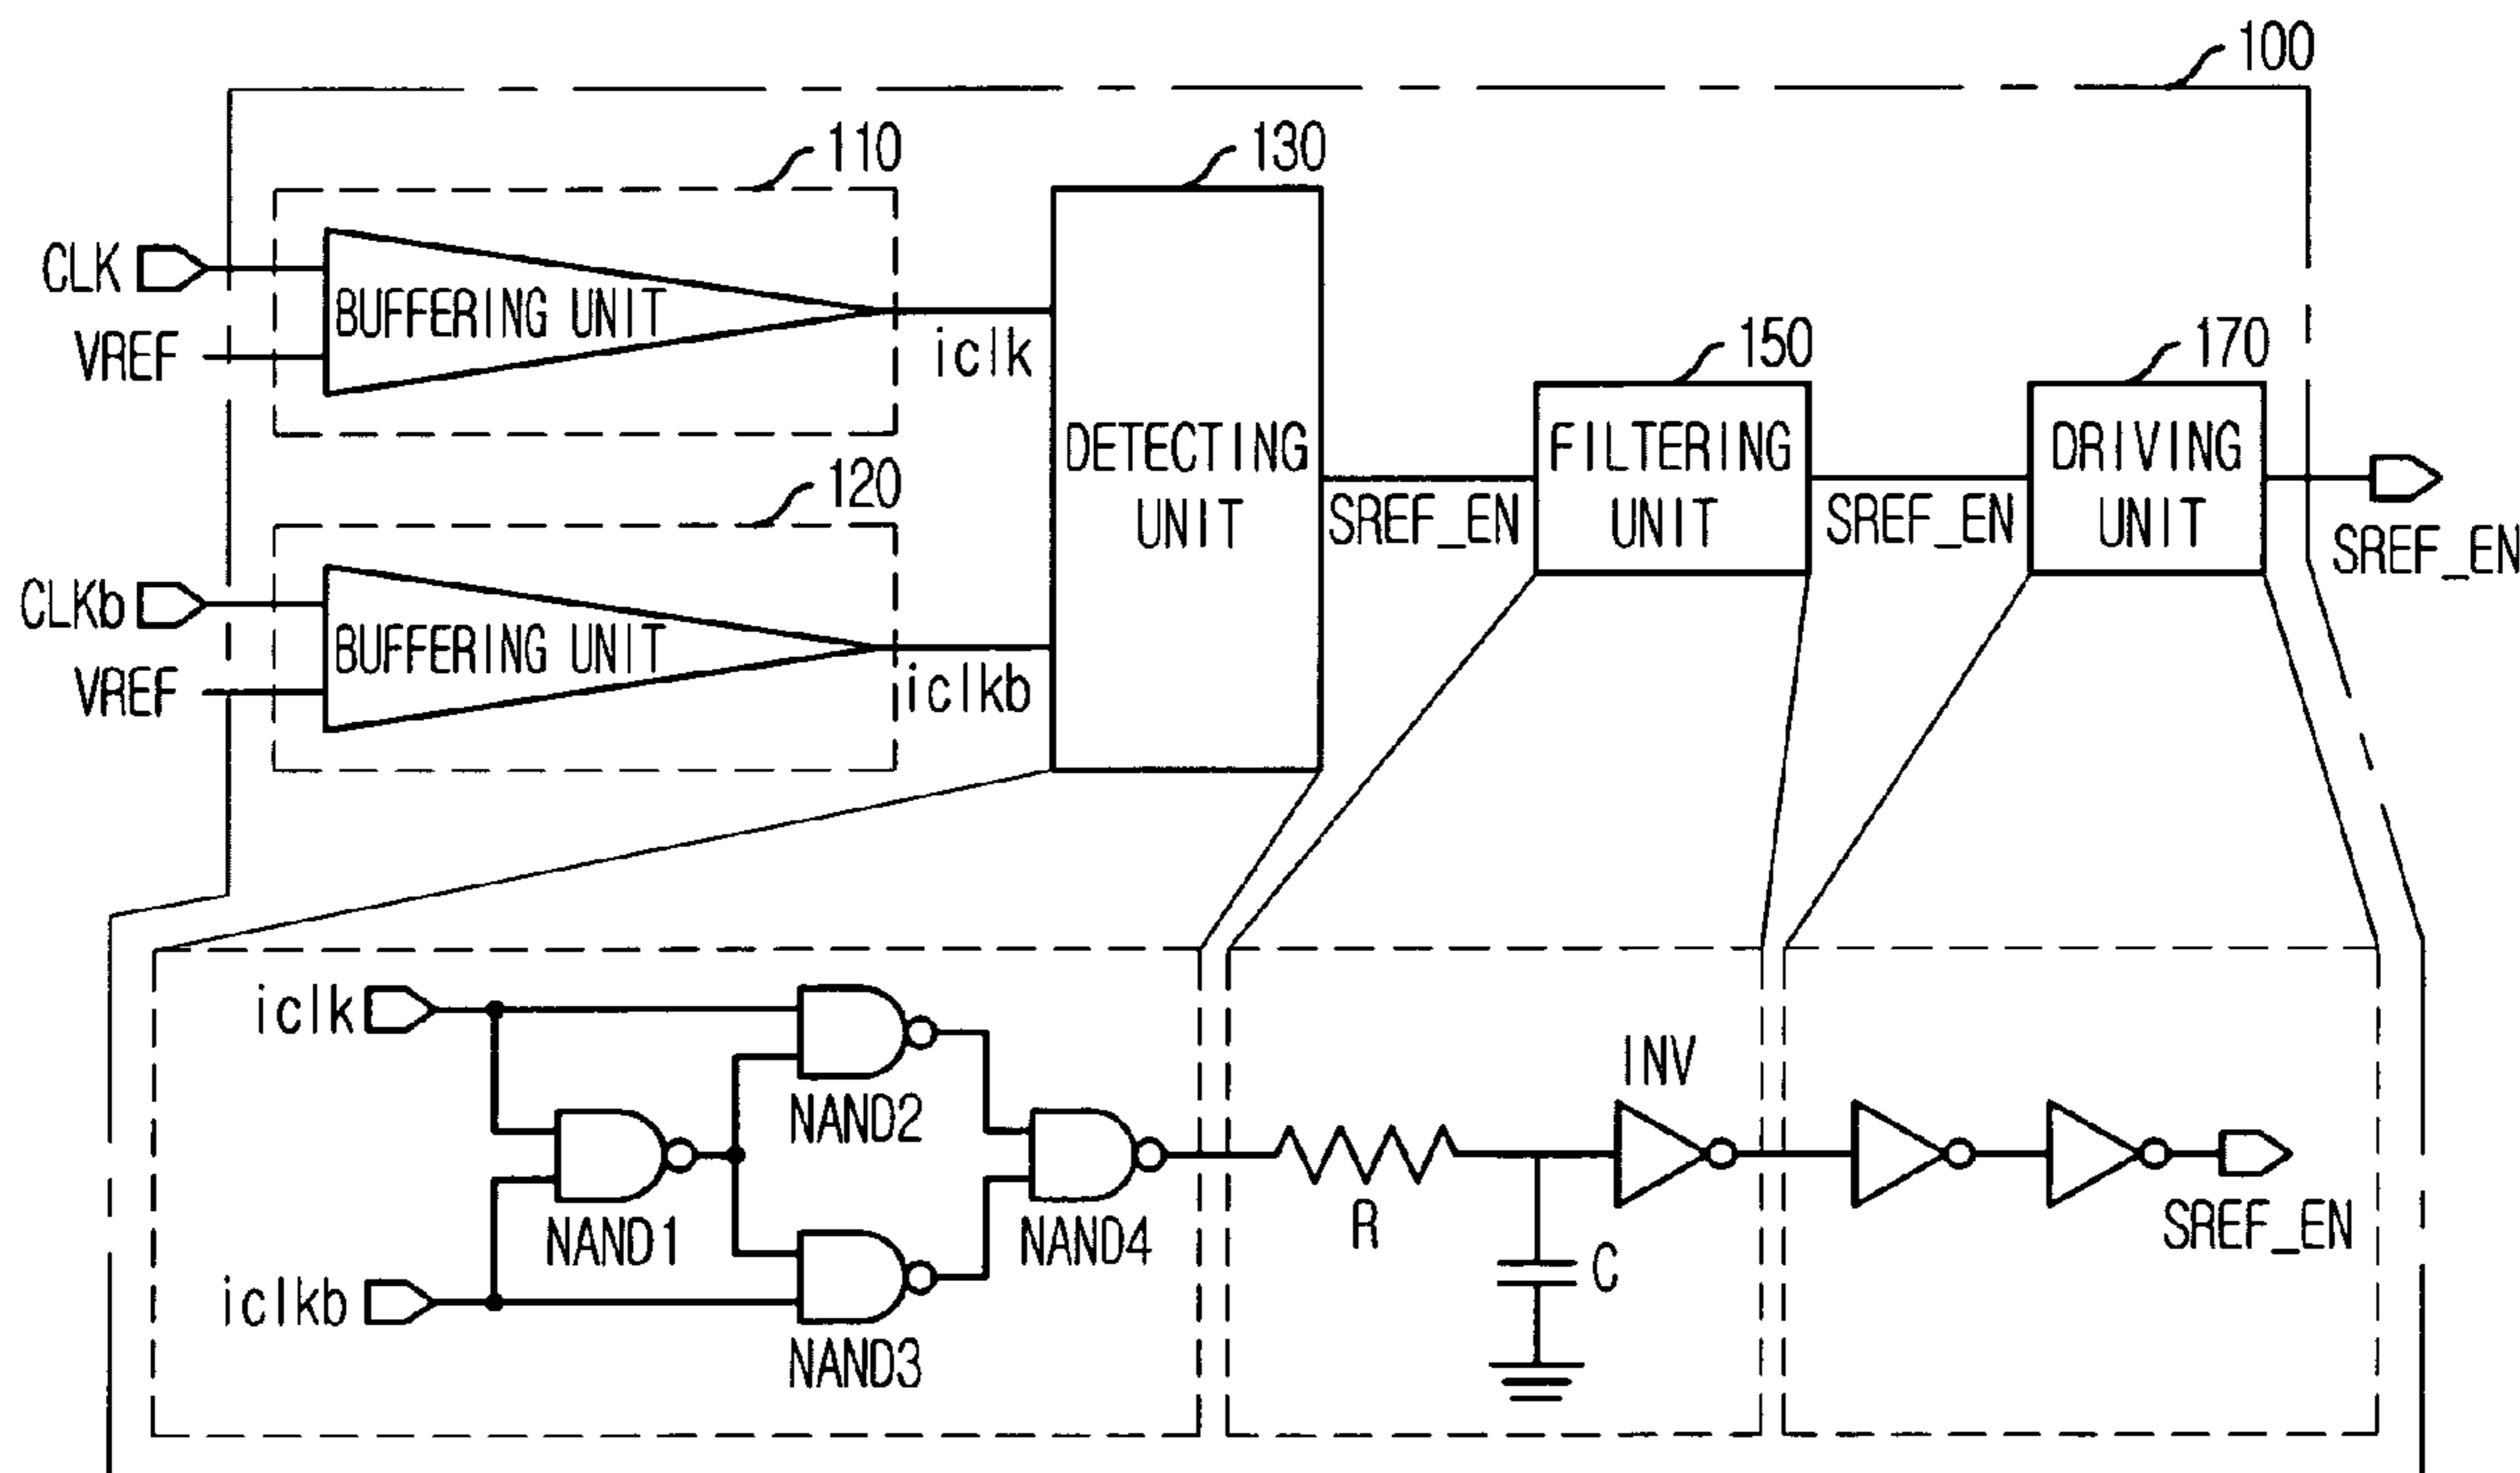 100
110
130
CLK
BUFFERING UNIT
VREF
iclk
150
170
DETECTING
UNIT
FILTERING
UNIT
DRIVING
UNIT
SREF_EN
SREF_EN
SREF_EN
120
CLKb
BUFFERING UNIT
VREF
iclkb
iclk
NAND2
INV
NAND1
NAND4
R
SREF_EN
C
iclkb
NAND3